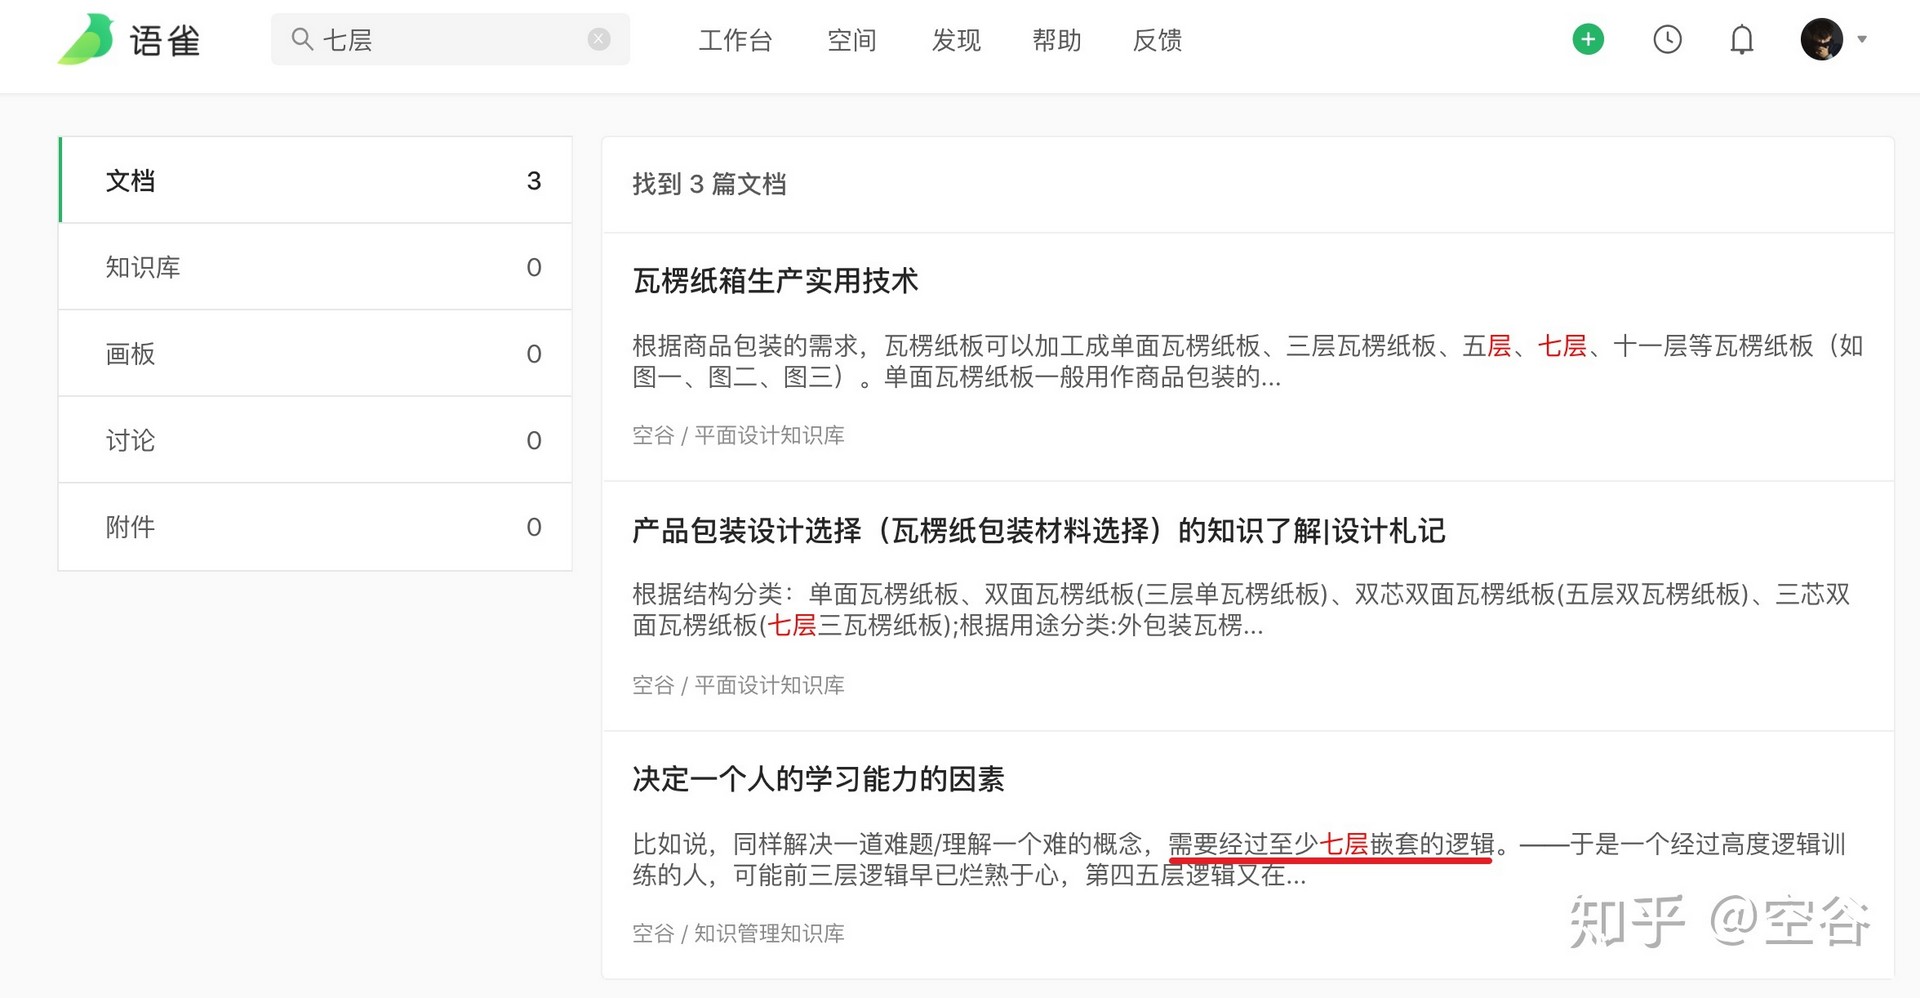 语雀
七层
工作台
空间
发现
帮助
反馈
文档 3
知识库 0
画板 0
讨论 0
附件 0
找到 3 篇文档
瓦楞纸箱生产实用技术
根据商品包装的需求，瓦楞纸板可以加工成单面瓦楞纸板、三层瓦楞纸板、五层、七层、十一层等瓦楞纸板（如
图一、图二、图三）。单面瓦楞纸板一般用作商品包装的...
空谷 / 平面设计知识库
产品包装设计选择（瓦楞纸包装材料选择）的知识了解|设计札记
根据结构分类：单面瓦楞纸板、双面瓦楞纸板(三层单瓦楞纸板)、双芯双面瓦楞纸板(五层双瓦楞纸板)、三芯双
面瓦楞纸板(七层三瓦楞纸板);根据用途分类:外包装瓦楞...
空谷 / 平面设计知识库
决定一个人的学习能力的因素
比如说，同样解决一道难题/理解一个难的概念，需要经过至少七层嵌套的逻辑。——于是一个经过高度逻辑训
练的人，可能前三层逻辑早已烂熟于心，第四五层逻辑又在...
空谷 / 知识管理知识库
知乎 @空谷